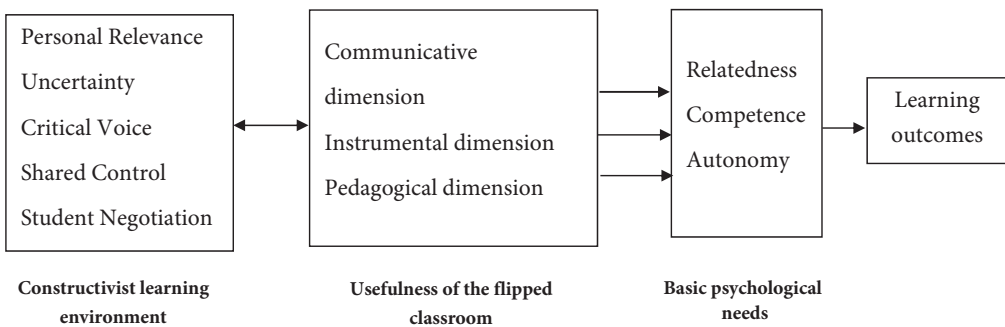 Personal Relevance
Uncertainty
Critical Voice
Shared Control
Student Negotiation
Communicative
dimension
Instrumental dimension
Pedagogical dimension
Relatedness
Competence
Autonomy
Learning
outcomes
Constructivist learning
environment
Usefulness of the flipped
classroom
Basic psychological
needs